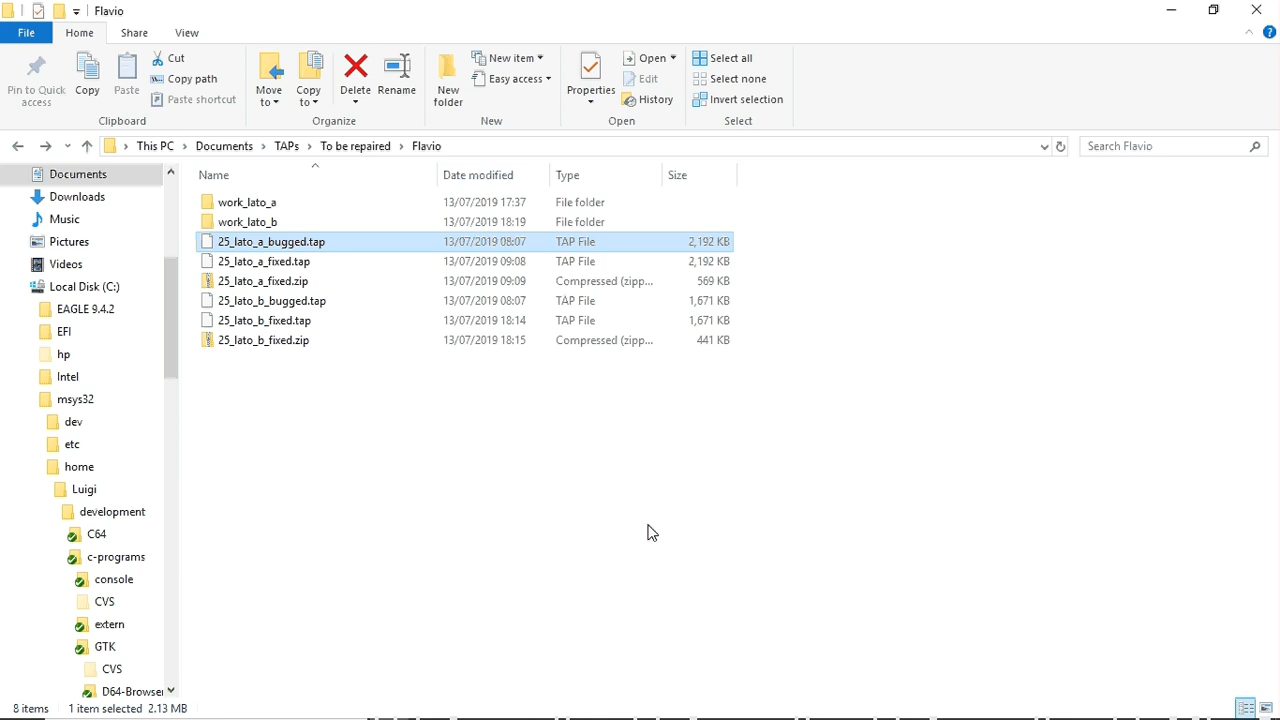 Flavio
File Home Share View
Pin to Quick access
Copy
Paste
Cut
Copy path
Paste shortcut
Clipboard
Move to
Copy to
Delete
Rename
Organize
New folder
New item
Easy access
New
Properties
Open
Edit
History
Open
Select all
Select none
Invert selection
Select
This PC > Documents > TAPs > To be repaired > Flavio
Search Flavio
Documents
Downloads
Music
Pictures
Videos
Local Disk (C:)
EAGLE 9.4.2
EFI
hp
Intel
msys32
dev
etc
home
Luigi
development
C64
c-programs
console
CVS
extern
GTK
CVS
D64-Browser
Name Date modified Type Size
work_lato_a 13/07/2019 17:37 File folder
work_lato_b 13/07/2019 18:19 File folder
25_lato_a_bugged.tap 13/07/2019 08:07 TAP File 2,192 KB
25_lato_a_fixed.tap 13/07/2019 09:08 TAP File 2,192 KB
25_lato_a_fixed.zip 13/07/2019 09:09 Compressed (zipp... 569 KB
25_lato_b_bugged.tap 13/07/2019 08:07 TAP File 1,671 KB
25_lato_b_fixed.tap 13/07/2019 18:14 TAP File 1,671 KB
25_lato_b_fixed.zip 13/07/2019 18:15 Compressed (zipp... 441 KB
8 items 1 item selected 2.13 MB